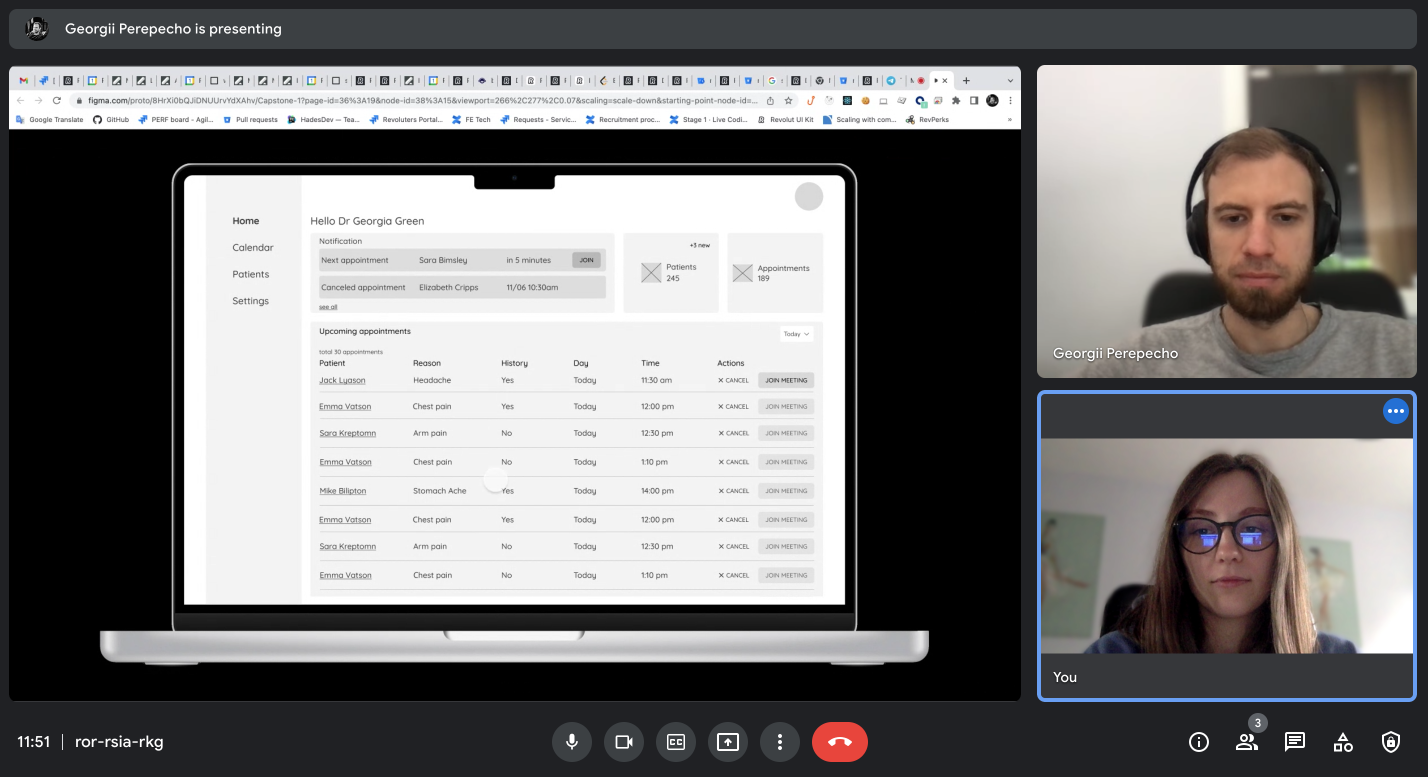 Georgii Perepecho is presenting
figma.com/proto/8HrXi0bQJiDNUUrvYdXAhv/Capstone-1?page-id=36%3A19&node-id=38%3A15&viewport=266%2C277%2C0.07&scaling=scale-down&starting-point-node-id=...
Google Translate GitHub PERF board - Agil... Pull requests HadesDev — Tea... Revoluters Portal... FE Tech Requests - Servic... Recruitment proc... Stage 1 · Live Codi... Revolut UI Kit Scaling with com... RevPerks »
Home
Calendar
Patients
Settings
Hello Dr Georgia Green
Notification
Next appointment Sara Bimsley in 5 minutes JOIN
Canceled appointment Elizabeth Cripps 11/06 10:30am
see all
+3 new
Patients
245
Appointments
189
Upcoming appointments
Today
total 30 appointments
Patient Reason History Day Time Actions
Jack Lyason Headache Yes Today 11:30 am × CANCEL JOIN MEETING
Emma Vatson Chest pain Yes Today 12:00 pm × CANCEL JOIN MEETING
Sara Kreptomn Arm pain No Today 12:30 pm × CANCEL JOIN MEETING
Emma Vatson Chest pain No Today 1:10 pm × CANCEL JOIN MEETING
Mike Bilipton Stomach Ache Yes Today 14:00 pm × CANCEL JOIN MEETING
Emma Vatson Chest pain Yes Today 12:00 pm × CANCEL JOIN MEETING
Sara Kreptomn Arm pain No Today 12:30 pm × CANCEL JOIN MEETING
Emma Vatson Chest pain No Today 1:10 pm × CANCEL JOIN MEETING
Georgii Perepecho
You
11:51 | ror-rsia-rkg
CC
3